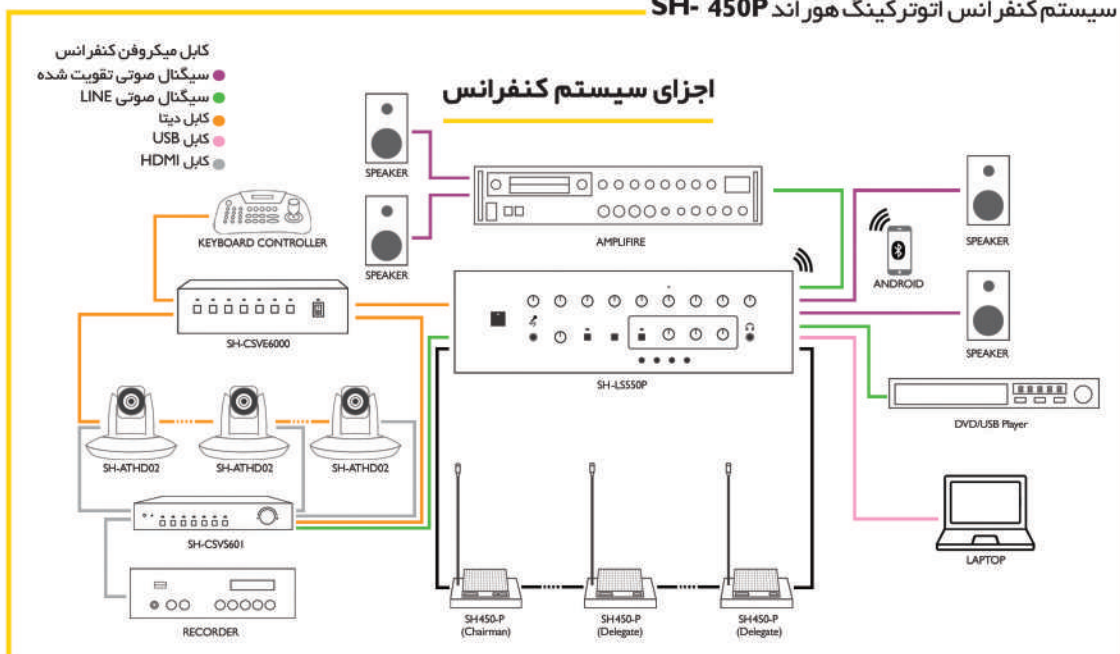 سیستم کنفرانس اتوترکینگ هوراند SH- 450P
کابل میکروفن کنفرانس
سیگنال صوتی تقویت شده
سیگنال صوتی LINE
کابل دیتا
کابل USB
کابل HDMI
اجزای سیستم کنفرانس
SPEAKER
SPEAKER
AMPLIFIRE
ANDROID
SPEAKER
SPEAKER
KEYBOARD CONTROLLER
SH-CSVE6000
SH-LS550P
DVD/USB Player
SH-ATHD02
SH-ATHD02
SH-ATHD02
SH-CSVS601
LAPTOP
RECORDER
SH450-P
(Chairman)
SH450-P
(Delegate)
SH450-P
(Delegate)